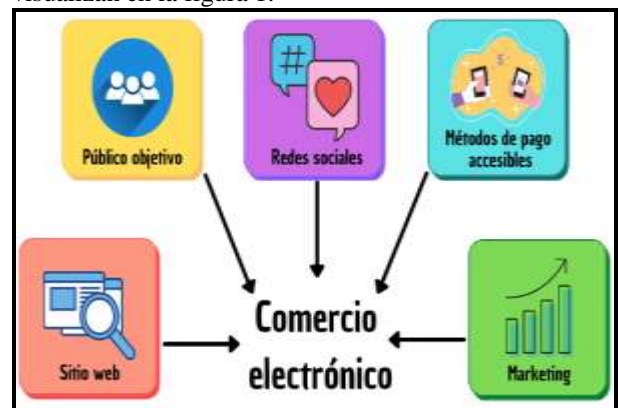 visualizan en la figura 1.
Público objetivo
Redes sociales
Métodos de pago
accesibles
Sitio web
Comercio
electrónico
Marketing